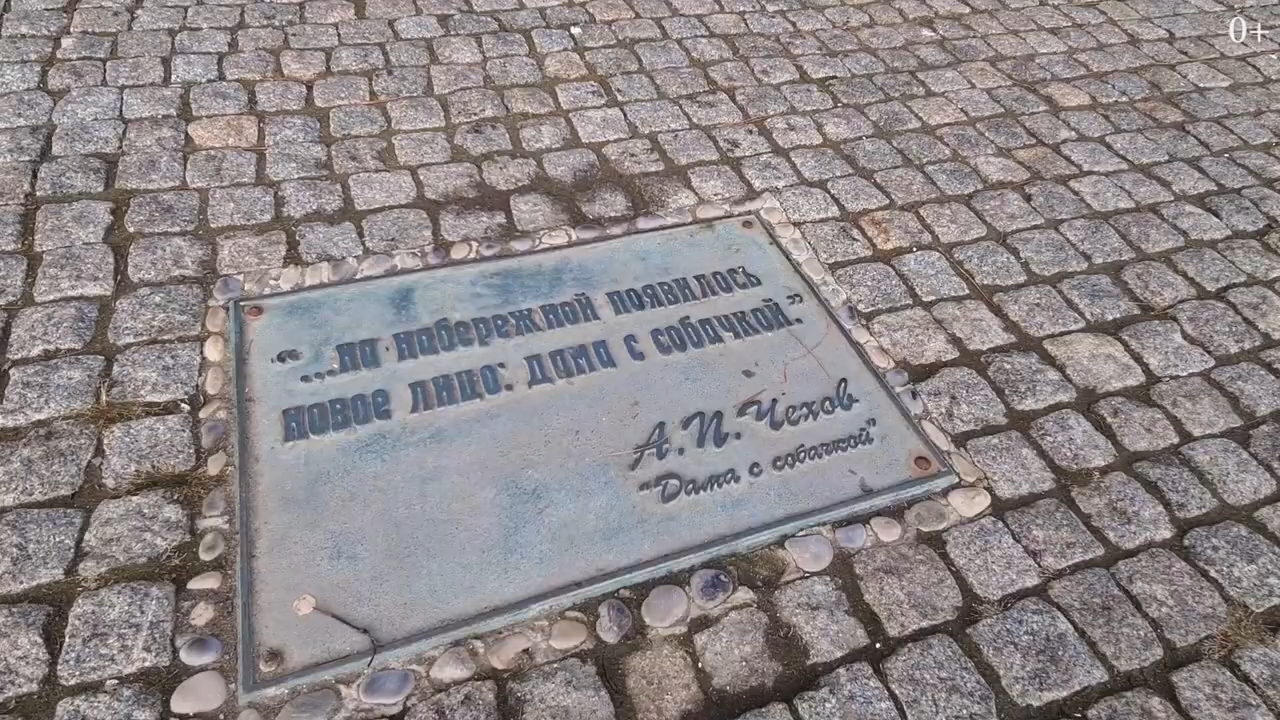 0+
“ ...на набережной появилось
новое лицо: дама с собачкой.”
А.П.Чехов
“Дама с собачкой”